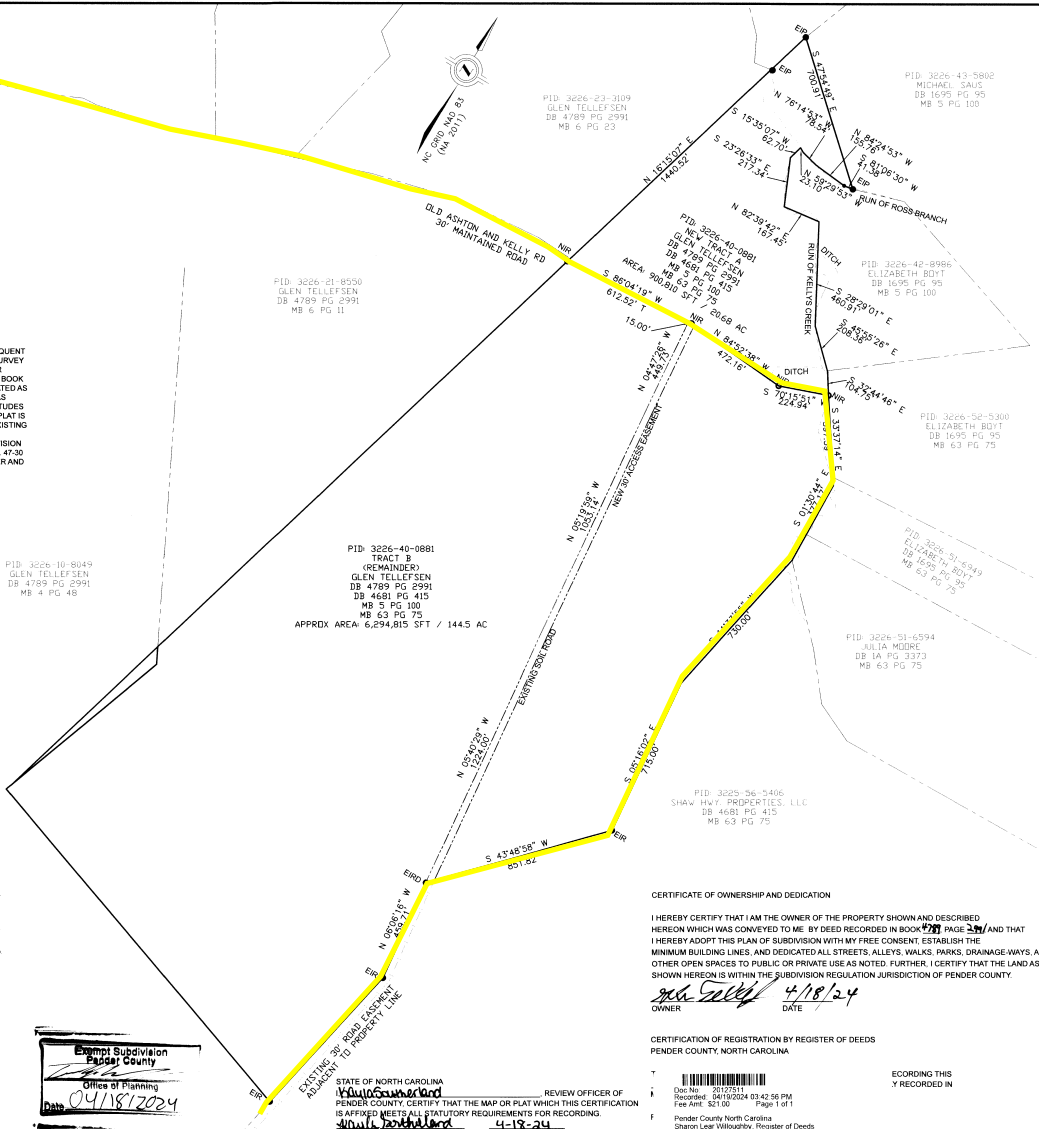 EIP
EIP
S 47°54'49" E
700.91'
PID: 3226-43-5802
MICHAEL SAUS
DB 1695 PG 95
MB 5 PG 100
NC GRID NAD 83
(NA 2011)
PID: 3226-23-3109
GLEN TELLEFSEN
DB 4789 PG 2991
MB 6 PG 23
N 76°14'53" W
78.54'
S 15°35'07" W
62.70'
S 23°26'33" E
217.34'
N 84°24'53" W
155.76'
S 81°06'30" W
41.38'
N 59°29'53" W
23.10'
EIP
RUN OF ROSS BRANCH
N 16°15'07" E
1440.52'
N 82°39'42" E
167.45'
OLD ASHTON AND KELLY RD
30' MAINTAINED ROAD
NIR
PID: 3226-40-0881
NEW TRACT A
GLEN TELLEFSEN
DB 4789 PG 2991
DB 4681 PG 415
MB 5 PG 100
MB 63 PG 75
AREA: 900,810 SFT / 20.68 AC
DITCH
RUN OF KELLYS CREEK
PID: 3226-42-8986
ELIZABETH BOYT
DB 1695 PG 95
MB 5 PG 100
PID: 3226-21-8550
GLEN TELLEFSEN
DB 4789 PG 2991
MB 6 PG 11
S 86°04'19" W
612.52' T
S 28°29'01" E
460.91'
S 45°55'26" E
208.38'
15.00'
NIR
N 84°52'38" W
472.16'
DITCH
NIR
S 70°15'51" W
224.94'
NIR
S 32°44'46" E
104.75'
N 04°47'26" W
449.73'
QUENT
URVEY
BOOK
TED AS
AS
TUDES
PLAT IS
XISTING
VISION
47-30
R AND
S 33°37'14" E
PID: 3226-52-5300
ELIZABETH BOYT
DB 1695 PG 95
MB 63 PG 75
NEW 30' ACCESS EASEMENT
S 01°30'44" E
N 05°19'59" W
1053.14'
PID: 3226-51-6949
ELIZABETH BOYT
DB 1695 PG 95
MB 63 PG 75
PID: 3226-40-0881
TRACT B
(REMAINDER)
GLEN TELLEFSEN
DB 4789 PG 2991
DB 4681 PG 415
MB 5 PG 100
MB 63 PG 75
APPROX AREA: 6,294,815 SFT / 144.5 AC
PID: 3226-10-8049
GLEN TELLEFSEN
DB 4789 PG 2991
MB 4 PG 48
730.00'
PID: 3226-51-6594
JULIA MOORE
DB 1A PG 3373
MB 63 PG 75
EXISTING SOIL ROAD
N 05°40'29" W
1224.00'
S 05°16'02" E
715.00'
PID: 3225-56-5406
SHAW HWY. PROPERTIES, LLC
DB 4681 PG 415
MB 63 PG 75
EIR
S 43°48'58" W
851.82'
EIRD
N 06°06'16" W
459.71'
EIR
EXISTING 30' ROAD EASEMENT
ADJACENT TO PROPERTY LINE
EIR
CERTIFICATE OF OWNERSHIP AND DEDICATION
I HEREBY CERTIFY THAT I AM THE OWNER OF THE PROPERTY SHOWN AND DESCRIBED
HEREON WHICH WAS CONVEYED TO ME BY DEED RECORDED IN BOOK 4789, PAGE 2991 AND THAT
I HEREBY ADOPT THIS PLAN OF SUBDIVISION WITH MY FREE CONSENT, ESTABLISH THE
MINIMUM BUILDING LINES, AND DEDICATED ALL STREETS, ALLEYS, WALKS, PARKS, DRAINAGE-WAYS, A
OTHER OPEN SPACES TO PUBLIC OR PRIVATE USE AS NOTED. FURTHER, I CERTIFY THAT THE LAND AS
SHOWN HEREON IS WITHIN THE SUBDIVISION REGULATION JURISDICTION OF PENDER COUNTY.
4/18/24
OWNER DATE
CERTIFICATION OF REGISTRATION BY REGISTER OF DEEDS
PENDER COUNTY, NORTH CAROLINA
ECORDING THIS
Y RECORDED IN
Doc No: 20127511
Recorded: 04/19/2024 03:42:56 PM
Fee Amt: $21.00 Page 1 of 1
Pender County North Carolina
Sharon Lear Willoughby, Register of Deeds
Exempt Subdivision
Pender County
Office of Planning
Date 04/18/2024
STATE OF NORTH CAROLINA
REVIEW OFFICER OF
PENDER COUNTY, CERTIFY THAT THE MAP OR PLAT WHICH THIS CERTIFICATION
IS AFFIXED MEETS ALL STATUTORY REQUIREMENTS FOR RECORDING.
4-18-24